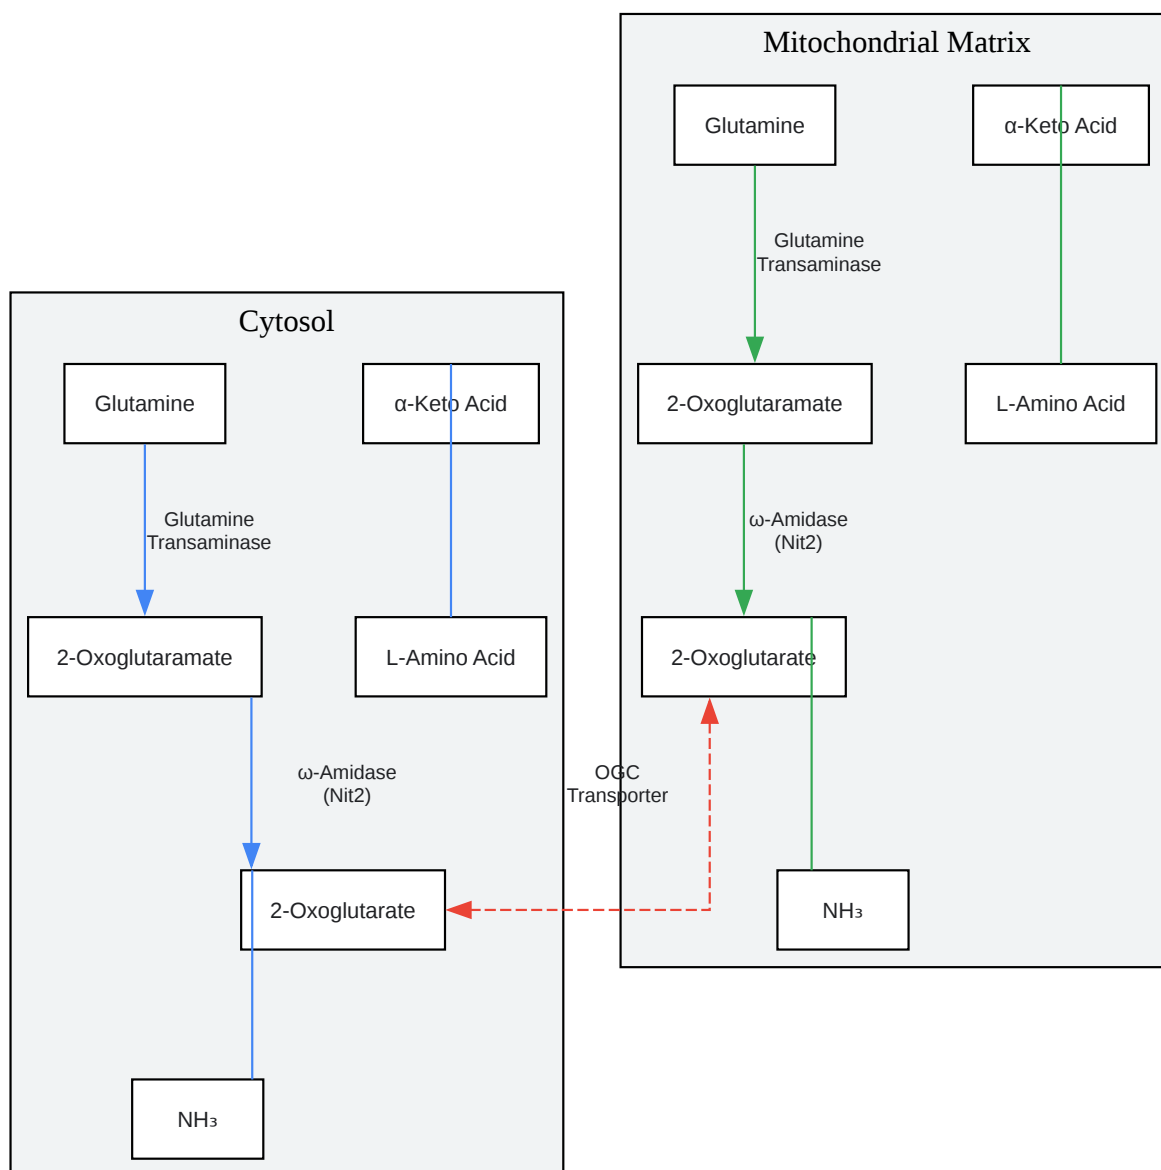 Mitochondrial Matrix
Glutamine
α-Keto Acid
Glutamine
Transaminase
2-Oxoglutaramate
L-Amino Acid
ω-Amidase
(Nit2)
2-Oxoglutarate
NH₃
Cytosol
Glutamine
α-Keto Acid
Glutamine
Transaminase
2-Oxoglutaramate
L-Amino Acid
ω-Amidase
(Nit2)
2-Oxoglutarate
NH₃
OGC
Transporter